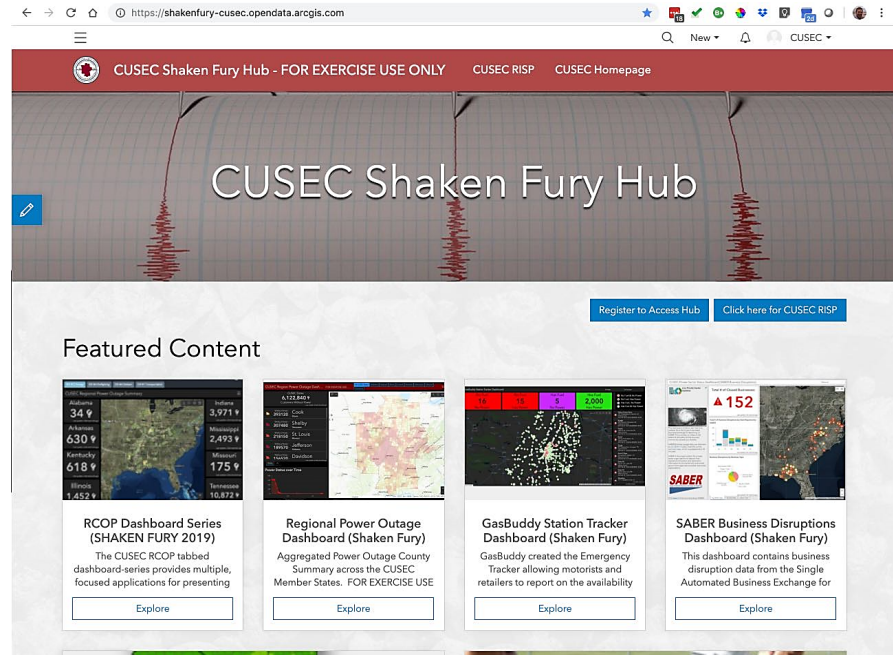 https://shakenfury-cusec.opendata.arcgis.com
18
2d
New
CUSEC
CUSEC Shaken Fury Hub - FOR EXERCISE USE ONLY
CUSEC RISP
CUSEC Homepage
CUSEC Shaken Fury Hub
Register to Access Hub
Click here for CUSEC RISP
Featured Content
Alabama
34
Indiana
3,971
Arkansas
630
Mississippi
2,493
Kentucky
618
Missouri
175
Illinois
1,452
Tennessee
10,872
6,122,840
Cook
Shelby
St. Louis
Jefferson
Davidson
16
15
5
2,000
152
SABER
RCOP Dashboard Series
(SHAKEN FURY 2019)
The CUSEC RCOP tabbed
dashboard-series provides multiple,
focused applications for presenting
Explore
Regional Power Outage
Dashboard (Shaken Fury)
Aggregated Power Outage County
Summary across the CUSEC
Member States. FOR EXERCISE USE
Explore
GasBuddy Station Tracker
Dashboard (Shaken Fury)
GasBuddy created the Emergency
Tracker allowing motorists and
retailers to report on the availability
Explore
SABER Business Disruptions
Dashboard (Shaken Fury)
This dashboard contains business
disruption data from the Single
Automated Business Exchange for
Explore